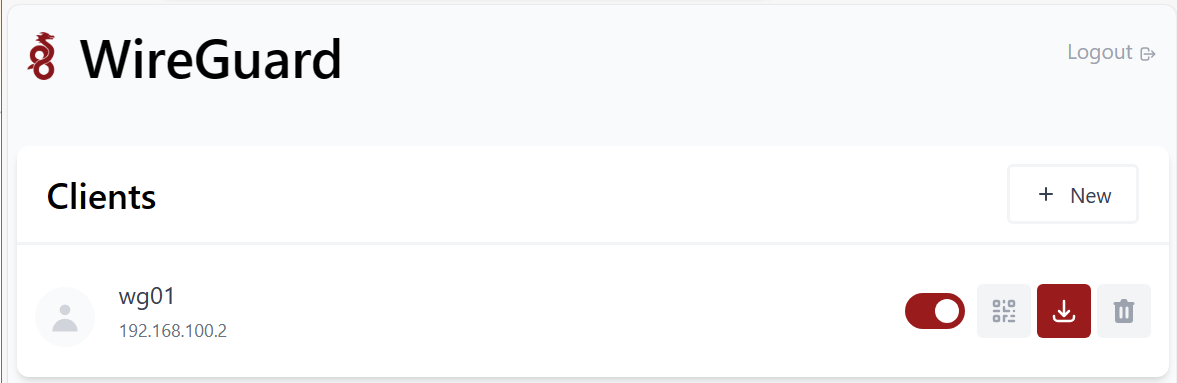 WireGuard
Logout
Clients
+ New
wg01
192.168.100.2